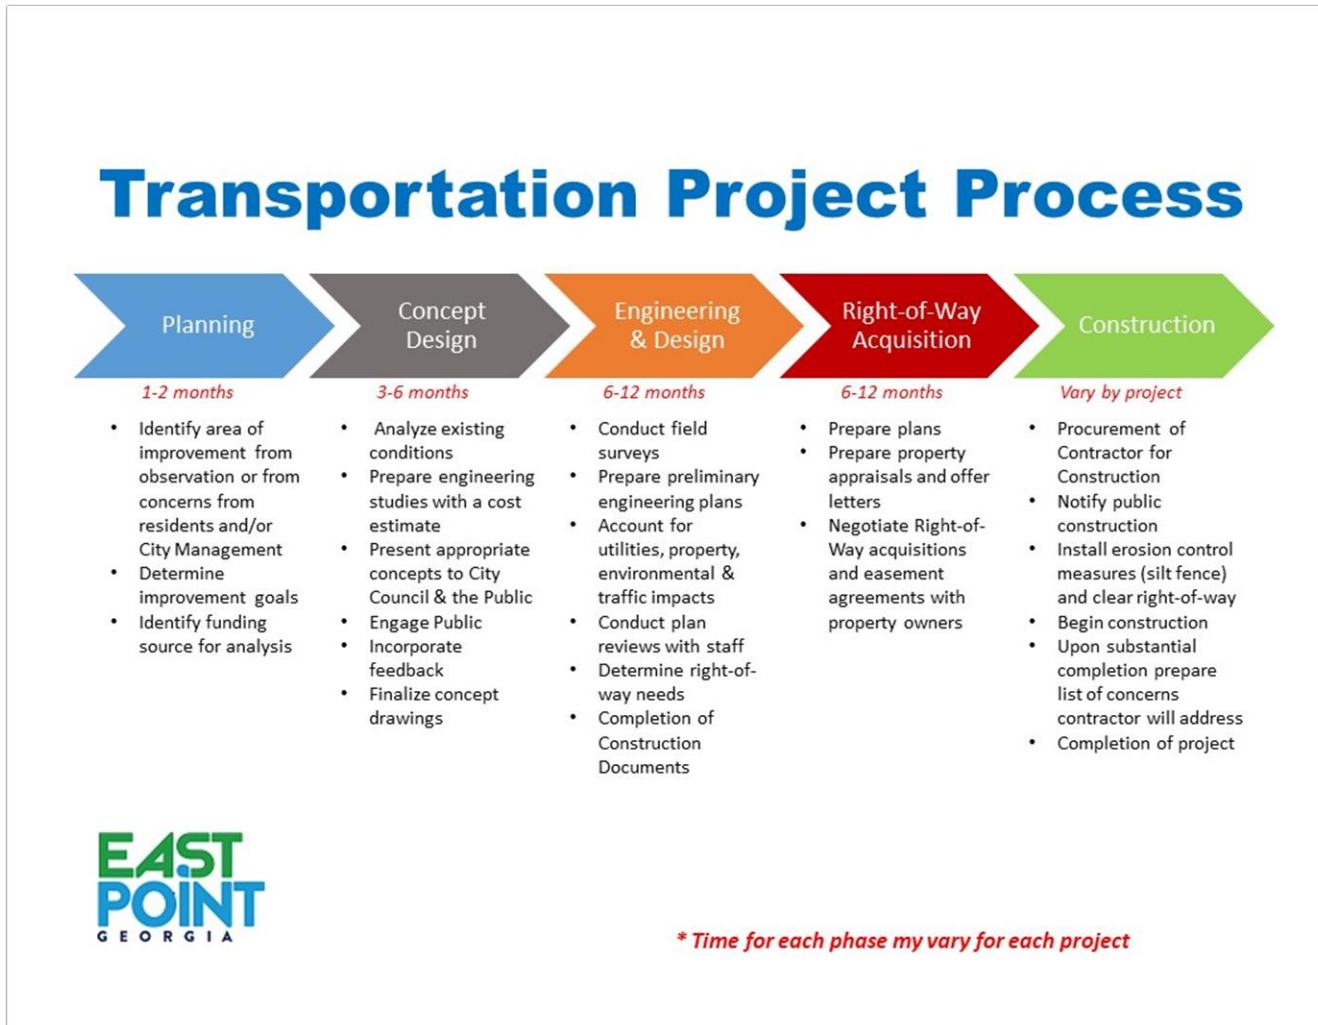 Transportation Project Process
Planning
1-2 months
• Identify area of
improvement from
observation or from
concerns from
residents and/or
City Management
• Determine
improvement goals
• Identify funding
source for analysis
Concept
Design
3-6 months
• Analyze existing
conditions
• Prepare engineering
studies with a cost
estimate
• Present appropriate
concepts to City
Council & the Public
• Engage Public
• Incorporate
feedback
• Finalize concept
drawings
Engineering
& Design
6-12 months
• Conduct field
surveys
• Prepare preliminary
engineering plans
• Account for
utilities, property,
environmental &
traffic impacts
• Conduct plan
reviews with staff
• Determine right-of-
way needs
• Completion of
Construction
Documents
Right-of-Way
Acquisition
6-12 months
• Prepare plans
• Prepare property
appraisals and offer
letters
• Negotiate Right-of-
Way acquisitions
and easement
agreements with
property owners
Construction
Vary by project
• Procurement of
Contractor for
Construction
• Notify public
construction
• Install erosion control
measures (silt fence)
and clear right-of-way
• Begin construction
• Upon substantial
completion prepare
list of concerns
contractor will address
• Completion of project
EAST
POINT
GEORGIA
* Time for each phase my vary for each project